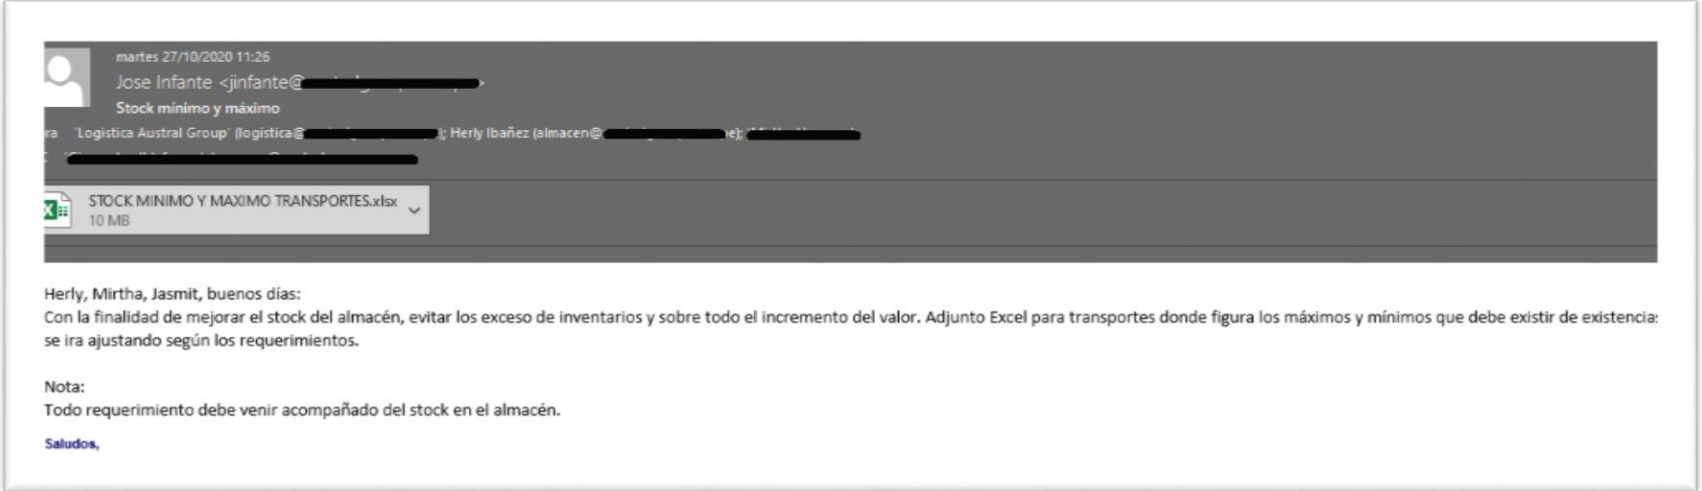 martes 27/10/2020 11:26
Jose Infante <jinfante@
Stock mínimo y máximo
ra 'Logistica Austral Group' (logistica@ ; Herly Ibañez (almacen@ e);
STOCK MINIMO Y MAXIMO TRANSPORTES.xlsx
10 MB
Herly, Mirtha, Jasmit, buenos días:
Con la finalidad de mejorar el stock del almacén, evitar los exceso de inventarios y sobre todo el incremento del valor. Adjunto Excel para transportes donde figura los máximos y mínimos que debe existir de existencia
se ira ajustando según los requerimientos.
Nota:
Todo requerimiento debe venir acompañado del stock en el almacén.
Saludos,